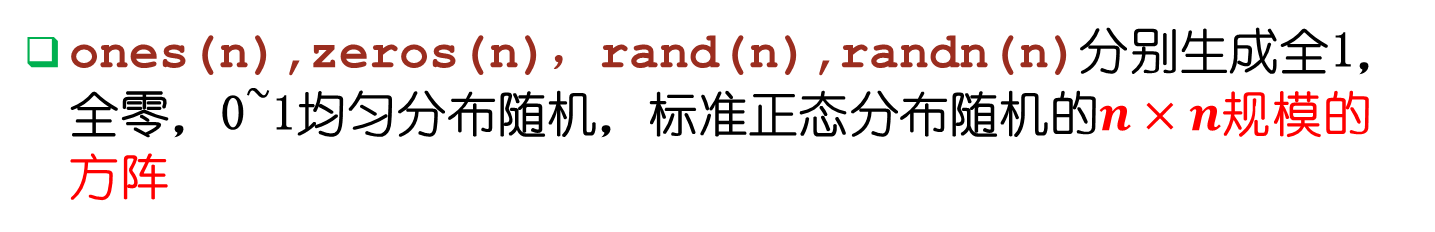 ones(n),zeros(n)，rand(n),randn(n)分别生成全1，
全零，0~1均匀分布随机，标准正态分布随机的n × n规模的
方阵